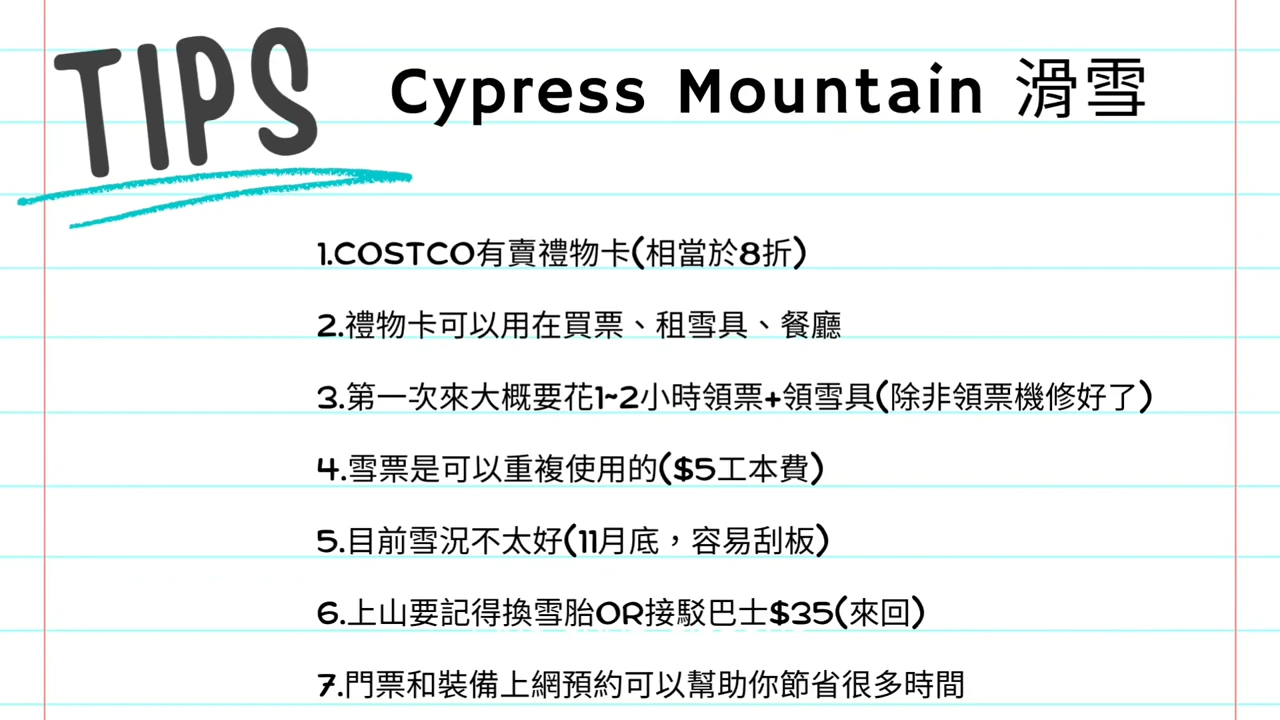 TIPS
Cypress Mountain 滑雪
1.COSTCO有賣禮物卡(相當於8折)
2.禮物卡可以用在買票、租雪具、餐廳
3.第一次來大概要花1~2小時領票+領雪具(除非領票機修好了)
4.雪票是可以重複使用的($5工本費)
5.目前雪況不太好(11月底，容易刮板)
6.上山要記得換雪胎OR接駁巴士$35(來回)
7.門票和裝備上網預約可以幫助你節省很多時間